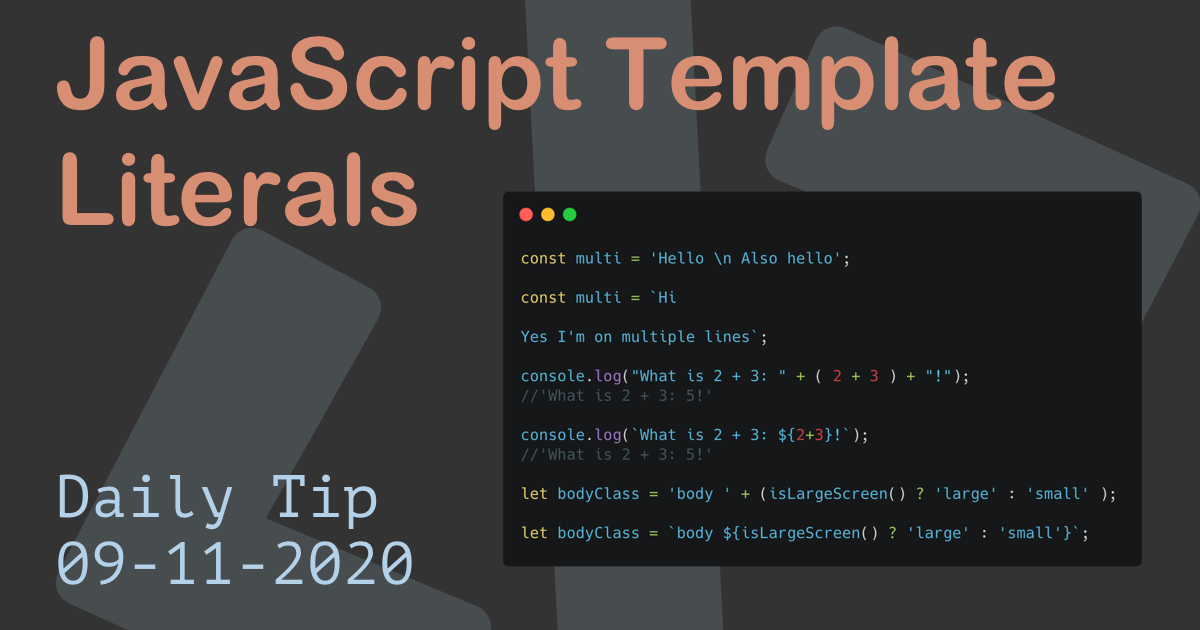 JavaScript Template
Literals
const multi = 'Hello \n Also hello';
const multi = `Hi
Yes I'm on multiple lines`;
console.log("What is 2 + 3: " + ( 2 + 3 ) + "!");
//'What is 2 + 3: 5!'
console.log(`What is 2 + 3: ${2+3}!`);
//'What is 2 + 3: 5!'
let bodyClass = 'body ' + (isLargeScreen() ? 'large' : 'small' );
let bodyClass = `body ${isLargeScreen() ? 'large' : 'small'}`;
Daily Tip
09-11-2020